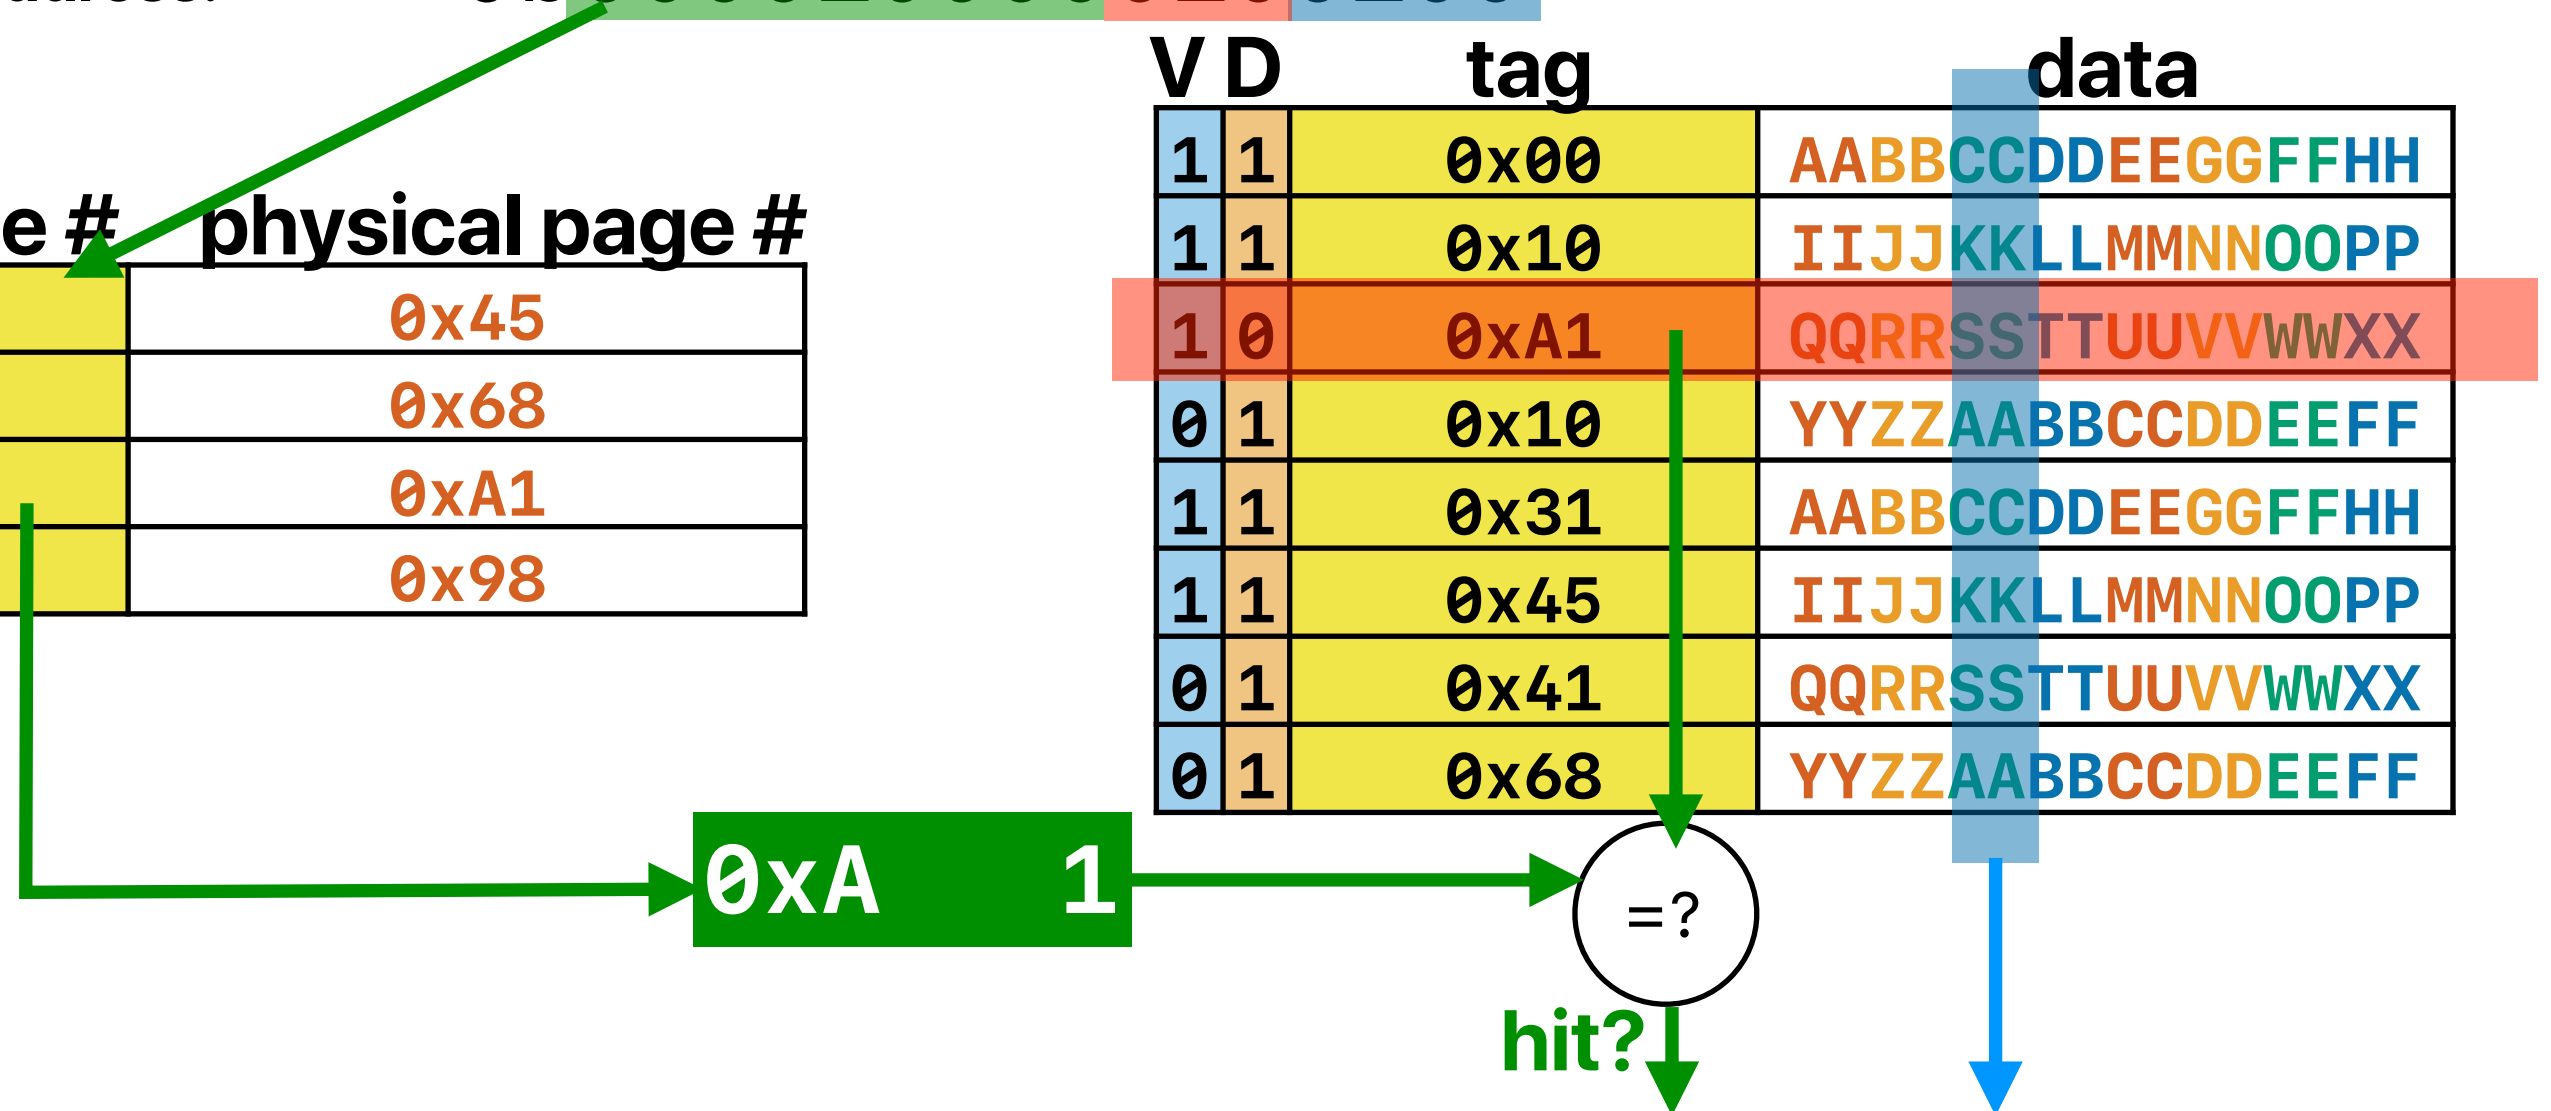 V D tag data
1 1 0x00 AABBCCDDEEGGFFHH
1 1 0x10 IIJJKKLLMMNNOOPP
1 0 0xA1 QQRRSSTTUUVVWWXX
0 1 0x10 YYZZAABBCCDDEEFF
1 1 0x31 AABBCCDDEEGGFFHH
1 1 0x45 IIJJKKLLMMNNOOPP
0 1 0x41 QQRRSSTTUUVVWWXX
0 1 0x68 YYZZAABBCCDDEEFF
e # physical page #
0x45
0x68
0xA1
0x98
0xA 1
=?
hit?